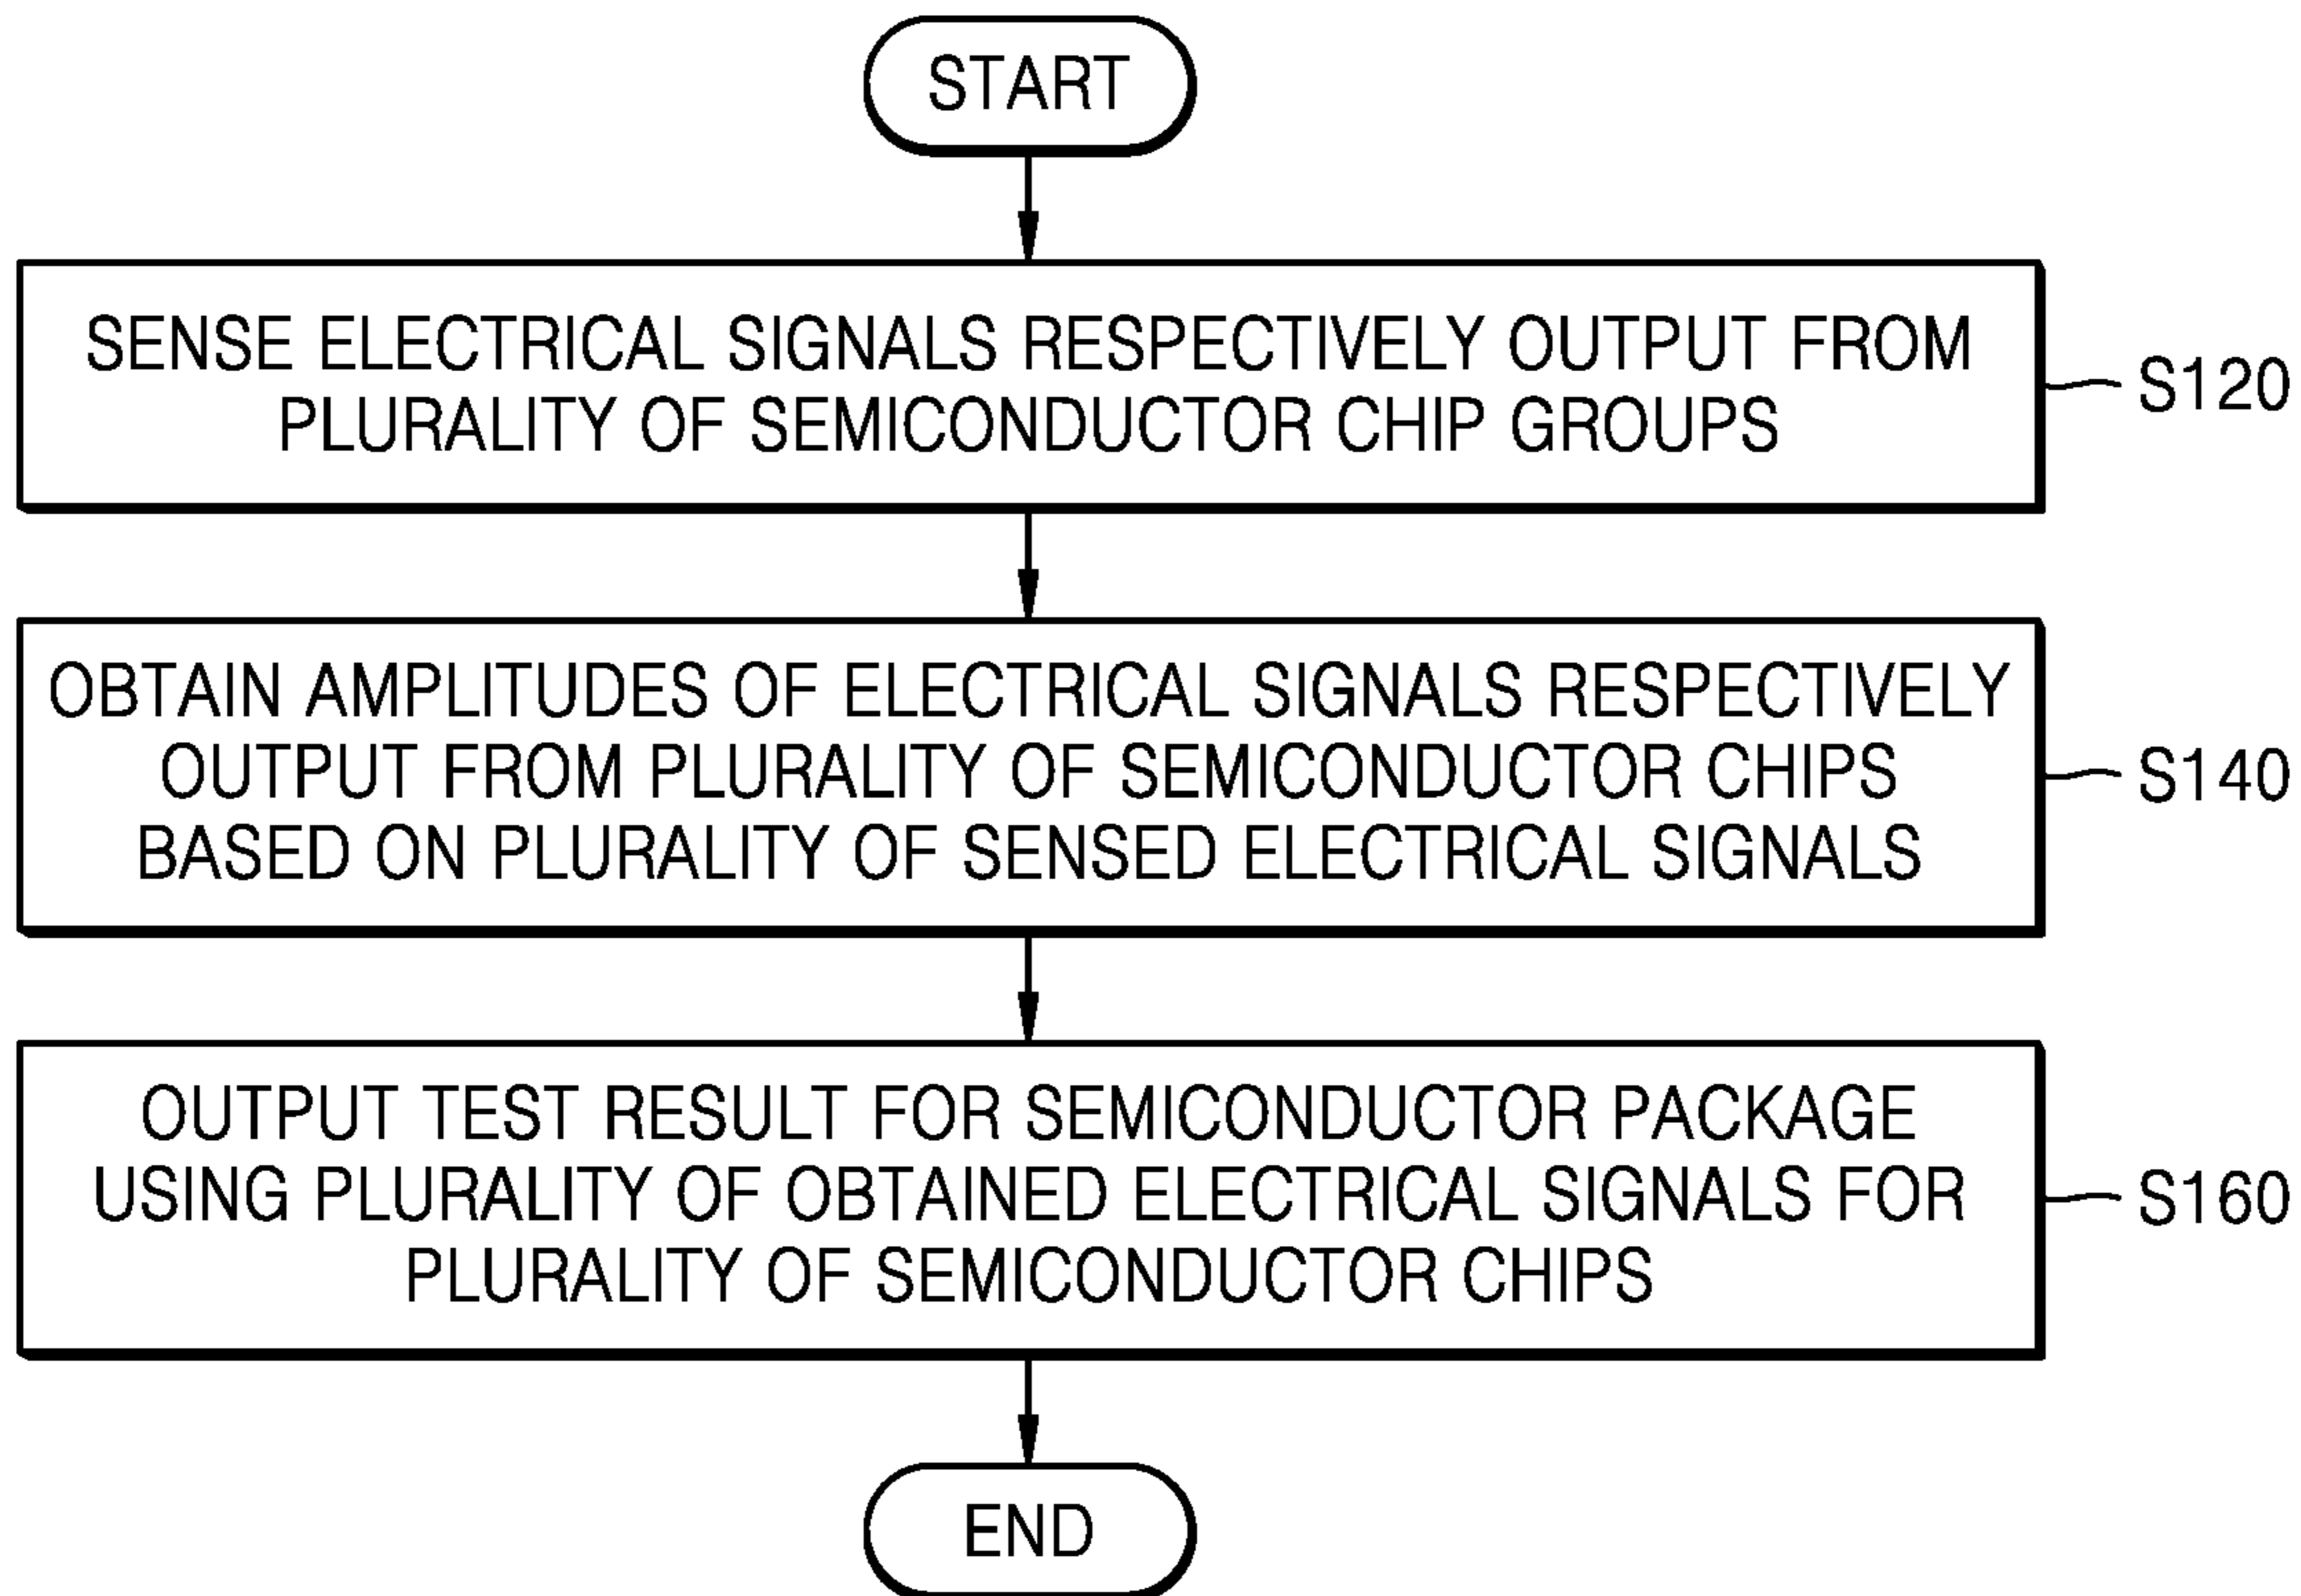 START
SENSE ELECTRICAL SIGNALS RESPECTIVELY OUTPUT FROM
PLURALITY OF SEMICONDUCTOR CHIP GROUPS
S120
OBTAIN AMPLITUDES OF ELECTRICAL SIGNALS RESPECTIVELY
OUTPUT FROM PLURALITY OF SEMICONDUCTOR CHIPS
BASED ON PLURALITY OF SENSED ELECTRICAL SIGNALS
S140
OUTPUT TEST RESULT FOR SEMICONDUCTOR PACKAGE
USING PLURALITY OF OBTAINED ELECTRICAL SIGNALS FOR
PLURALITY OF SEMICONDUCTOR CHIPS
S160
END